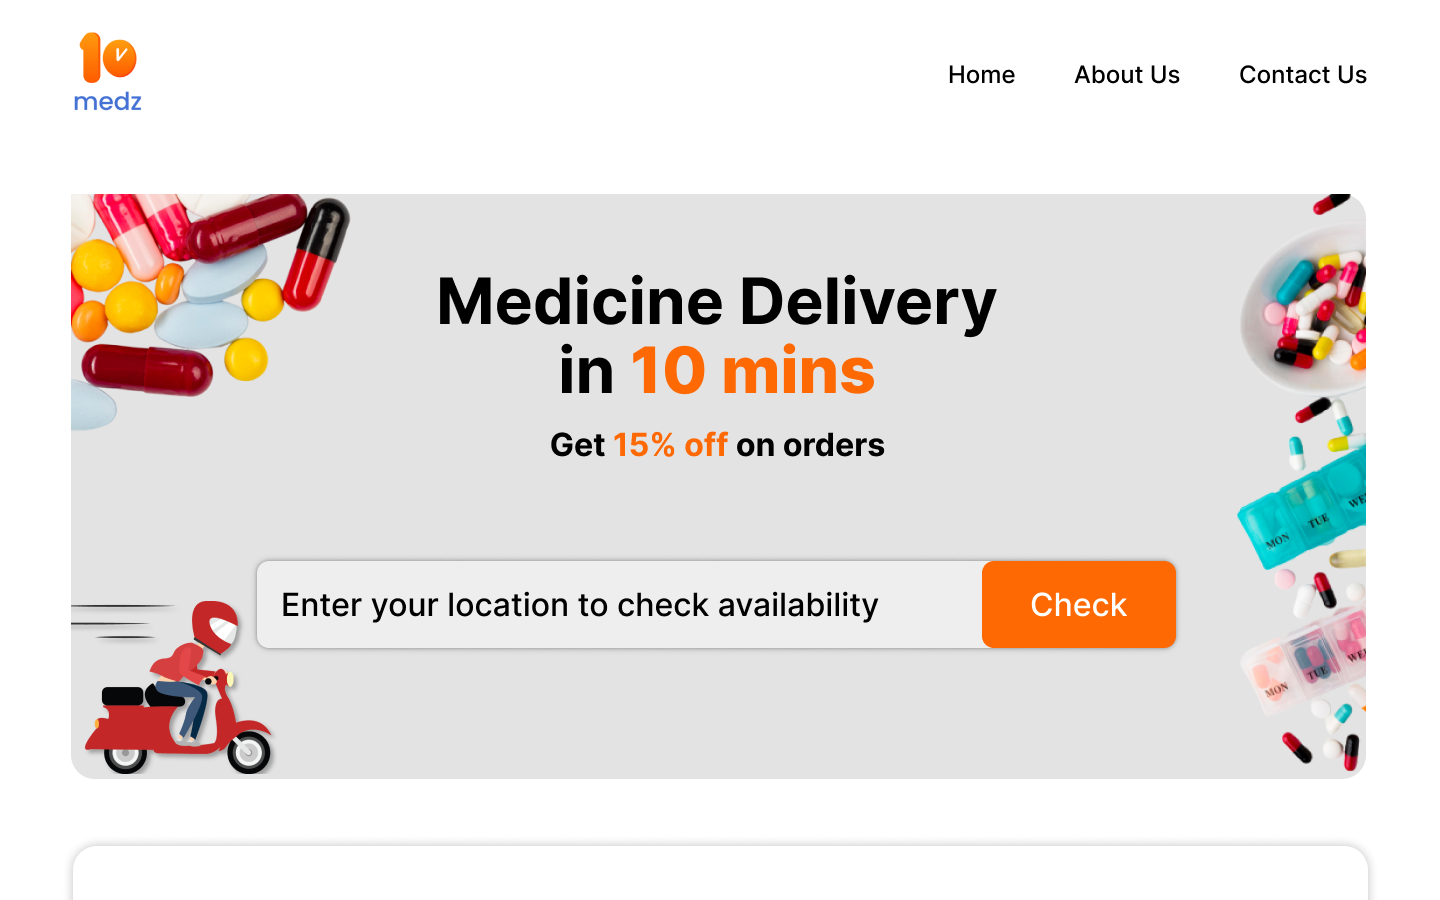 10
medz
Home
About Us
Contact Us
Medicine Delivery
in 10 mins
Get 15% off on orders
Enter your location to check availability
Check
MON
TUE
WE
MON
TUE
WE